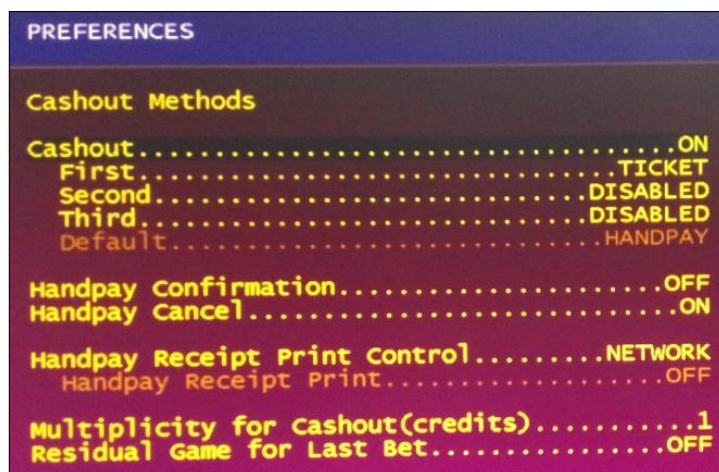 PREFERENCES
Cashout Methods
Cashout......................................ON
First.................................TICKET
Second..............................DISABLED
Third...............................DISABLED
Default..............................HANDPAY
Handpay Confirmation........................OFF
Handpay Cancel...............................ON
Handpay Receipt Print Control.........NETWORK
Handpay Receipt Print.....................OFF
Multiplicity for Cashout(credits)...........1
Residual Game for Last Bet................OFF